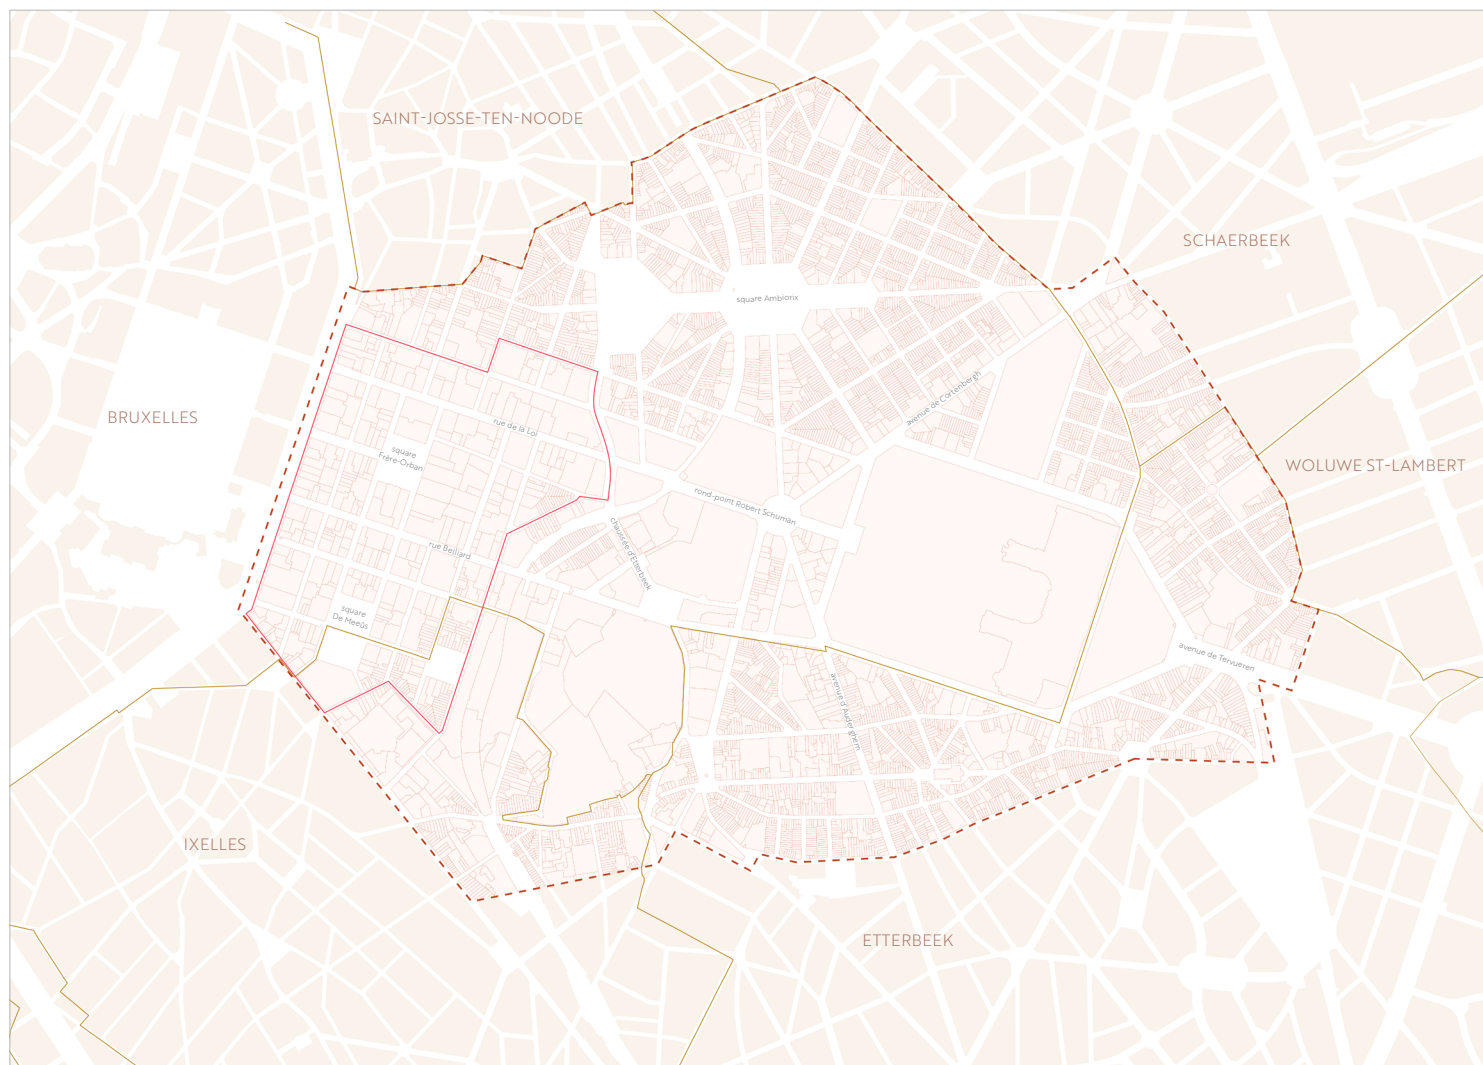 SAINT-JOSSE-TEN-NOODE
SCHAERBEEK
square Ambiorix
avenue de Cortenbergh
BRUXELLES
rue de la Loi
square
Frère-Orban
WOLUWE ST-LAMBERT
rond-point Robert Schuman
chaussée d'Etterbeek
rue Belliard
square
De Meeûs
avenue de Tervueren
avenue d'Auderghem
IXELLES
ETTERBEEK